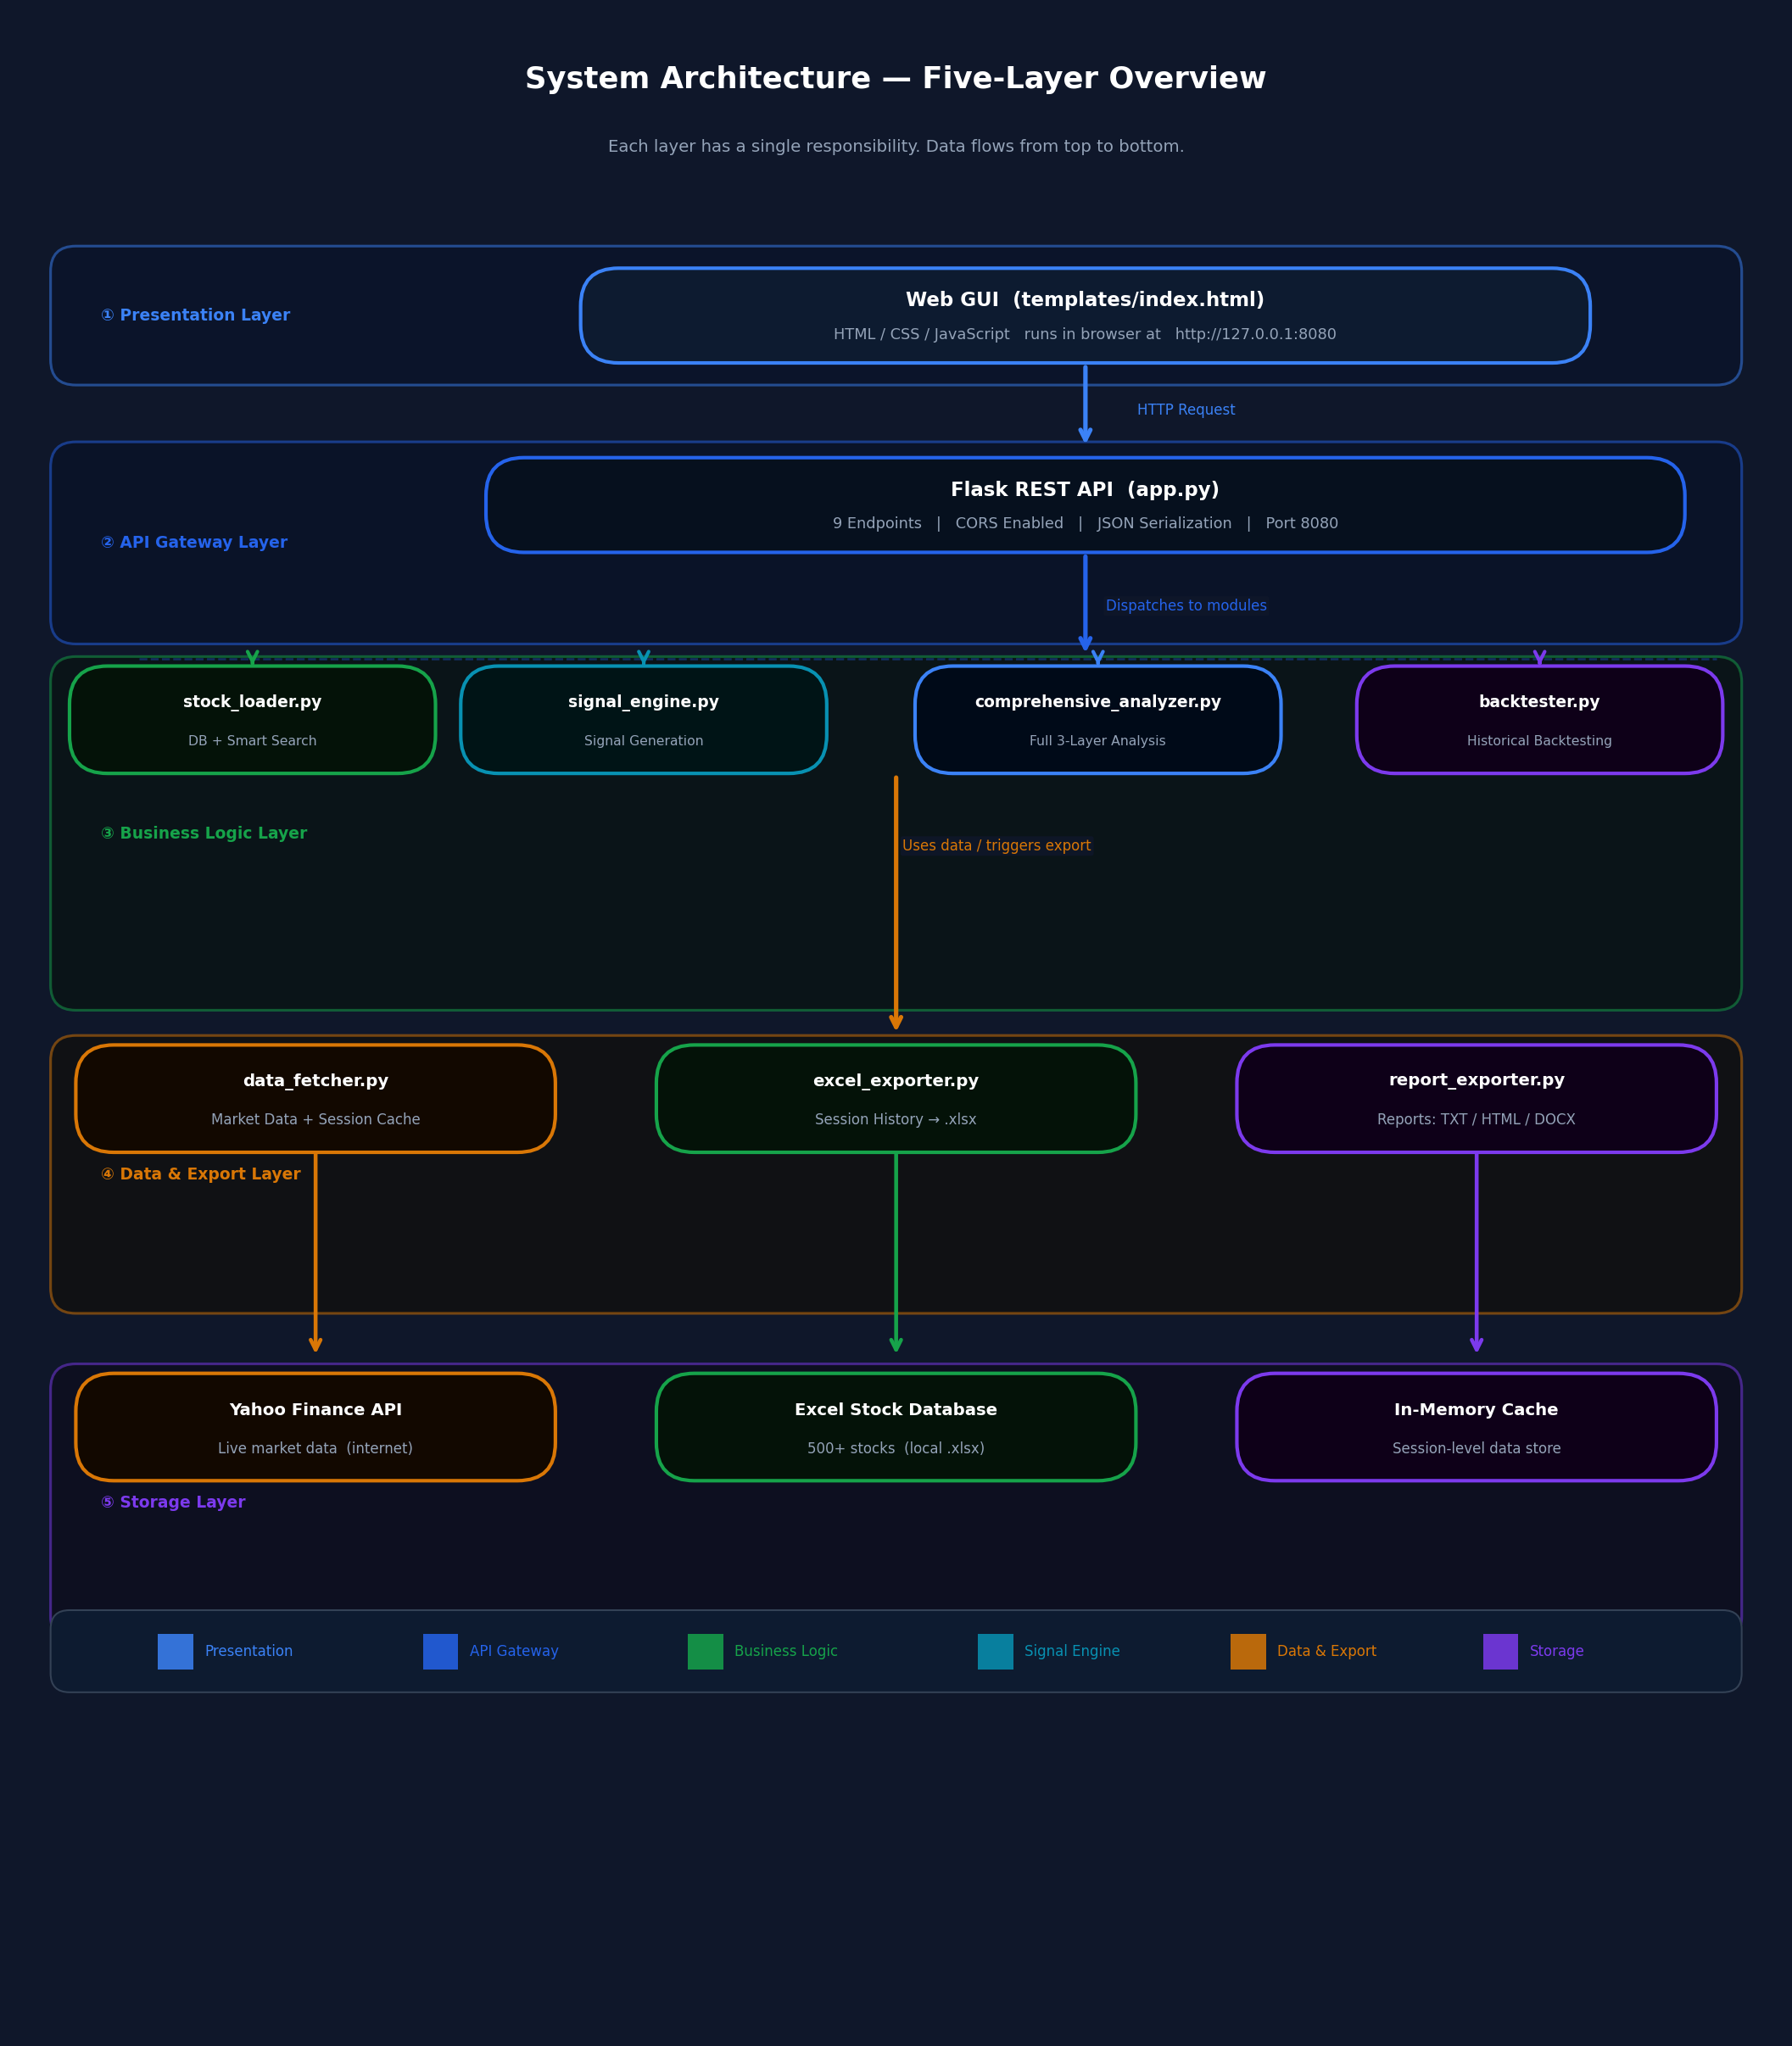 System Architecture — Five-Layer Overview
Each layer has a single responsibility. Data flows from top to bottom.
① Presentation Layer
Web GUI  (templates/index.html)
HTML / CSS / JavaScript   runs in browser at   http://127.0.0.1:8080
HTTP Request
② API Gateway Layer
Flask REST API  (app.py)
9 Endpoints   |   CORS Enabled   |   JSON Serialization   |   Port 8080
Dispatches to modules
stock_loader.py
DB + Smart Search
signal_engine.py
Signal Generation
comprehensive_analyzer.py
Full 3-Layer Analysis
backtester.py
Historical Backtesting
③ Business Logic Layer
Uses data / triggers export
data_fetcher.py
Market Data + Session Cache
excel_exporter.py
Session History → .xlsx
report_exporter.py
Reports: TXT / HTML / DOCX
④ Data & Export Layer
Yahoo Finance API
Live market data  (internet)
Excel Stock Database
500+ stocks  (local .xlsx)
In-Memory Cache
Session-level data store
⑤ Storage Layer
Presentation
API Gateway
Business Logic
Signal Engine
Data & Export
Storage